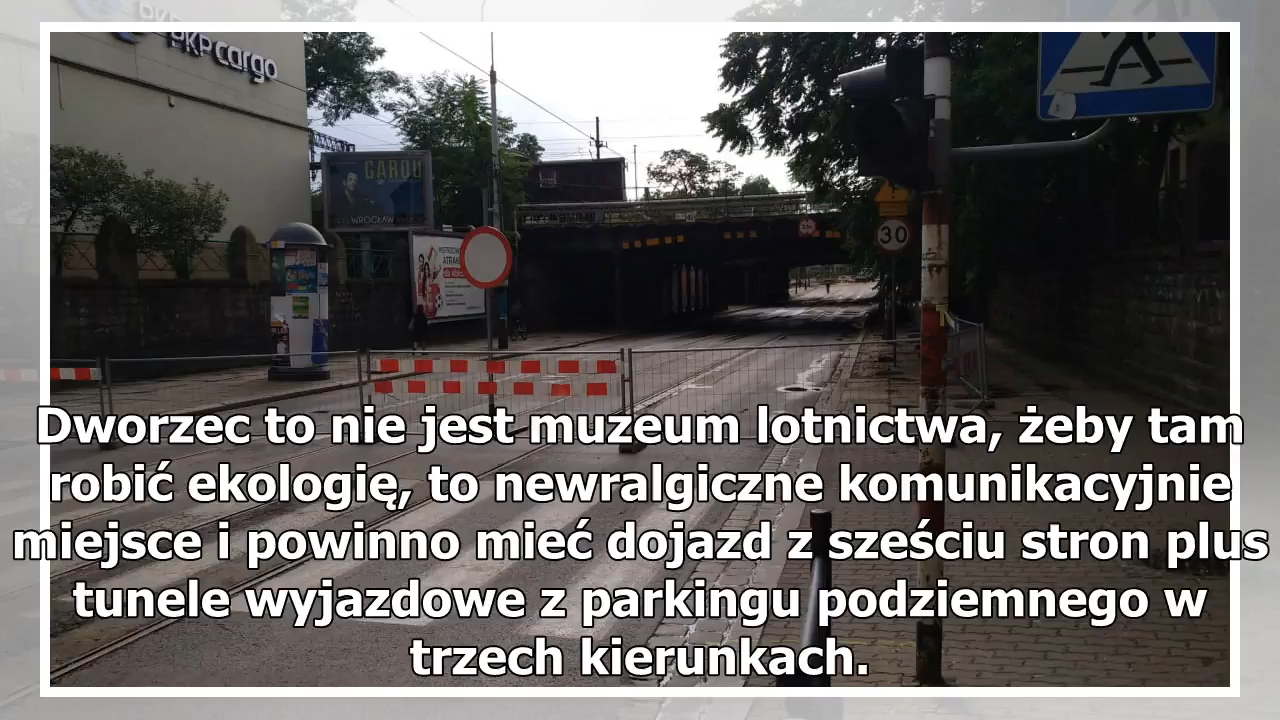 PKP cargo
GAROU
WROCŁAW
30
Dworzec to nie jest muzeum lotnictwa, żeby tam
robić ekologię, to newralgiczne komunikacyjnie
miejsce i powinno mieć dojazd z sześciu stron plus
tunele wyjazdowe z parkingu podziemnego w
trzech kierunkach.